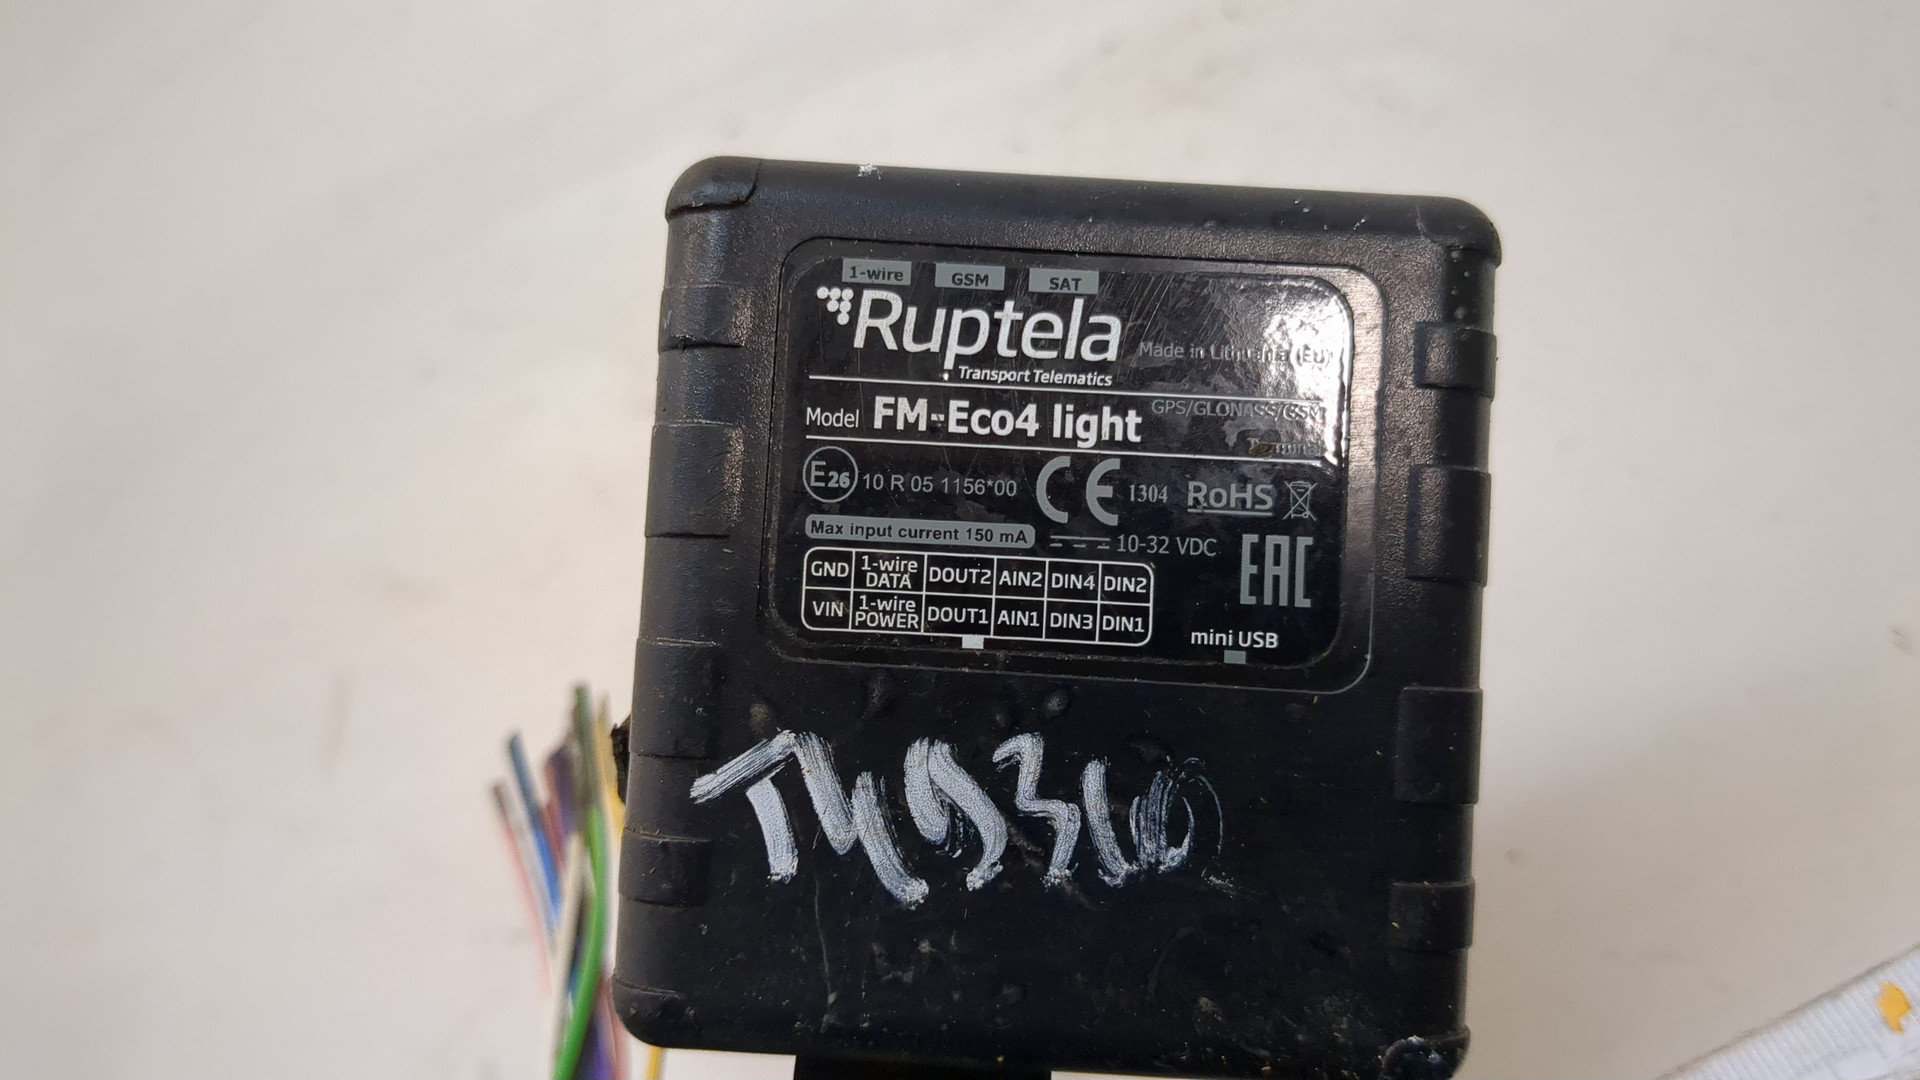 1-wire GSM SAT
Ruptela
Made in Lithuania (EU)
Transport Telematics
Model FM-Eco4 light
GPS/GLONASS/GSM
Terminal
E26 10 R 05 1156*00 CE 1304 RoHS
Max input current 150 mA 10-32 VDC EAC
GND 1-wire DATA DOUT2 AIN2 DIN4 DIN2
VIN 1-wire POWER DOUT1 AIN1 DIN3 DIN1
mini USB